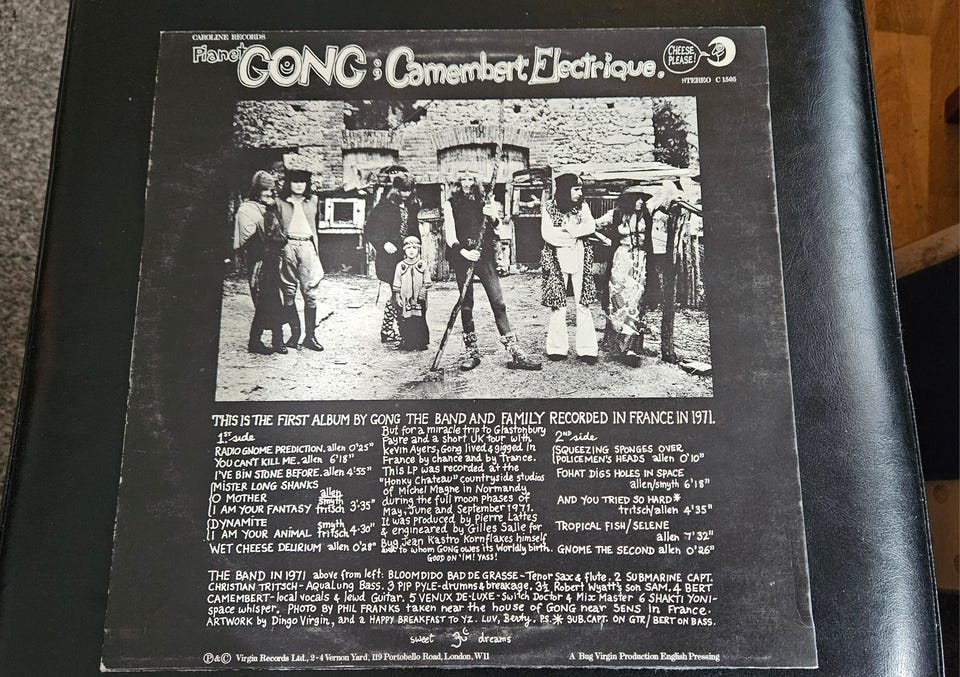 CAROLINE RECORDS
Planet GONG : Camembert Electrique.
CHEESE PLEASE!
STEREO C 1505
THIS IS THE FIRST ALBUM BY GONG THE BAND AND FAMILY RECORDED IN FRANCE IN 1971.
1st side
RADIO GNOME PREDICTION. allen 0'25"
YOU CAN'T KILL ME. allen 6'18"
I'VE BIN STONE BEFORE. allen 4'55"
MISTER LONG SHANKS
O MOTHER allen
I AM YOUR FANTASY smyth tritsch 3'35"
DYNAMITE smyth
I AM YOUR ANIMAL tritsch 4'30"
WET CHEESE DELIRIUM allen 0'28"
But for a miracle trip to Glastonbury
Fayre and a short UK tour with
Kevin Ayers, Gong lived & gigged in
France by chance and by Trance.
This LP was recorded at the
"Honky Chateau" countryside studios
of Michel Magne in Normandy
during the full moon phases of
May, June and September 1971.
It was produced by Pierre Lattes
& engineared by Gilles Salle for
Byg Jean Kastro Kornflakes himself
to whom GONG owes its Worldly birth.
GOOD ON 'IM! YASS!
2nd side
SQUEEZING SPONGES OVER
POLICEMEN'S HEADS allen 0'10"
FOHAT DIGS HOLES IN SPACE
allen/smyth 6'18"
AND YOU TRIED SO HARD*
tritsch/allen 4'35"
TROPICAL FISH/SELENE
allen 7'32"
GNOME THE SECOND allen 0'26"
THE BAND IN 1971 above from left: BLOOMDIDO BAD DE GRASSE-Tenor Sax & flute. 2 SUBMARINE CAPT.
CHRISTIAN TRITSCH-AquaLung Bass. 3 PIP PYLE-drums & breakage. 3½ Robert Wyatt's son SAM. 4 BERT
CAMEMBERT-local vocals & lewd Guitar. 5 VENUX DE-LUXE-Switch Doctor & Mix Master 6 SHAKTI YONI-
space whisper. PHOTO BY PHIL FRANKS taken near the house of GONG near SENS in France.
ARTWORK by Dingo Virgin, and a HAPPY BREAKFAST TO YZ. LUV, Berty. P.S.* SUB.CAPT. ON GTR/BERT ON BASS.
sweet dreams
℗&© Virgin Records Ltd., 2-4 Vernon Yard, 119 Portobello Road, London, W11
A Bug Virgin Production English Pressing